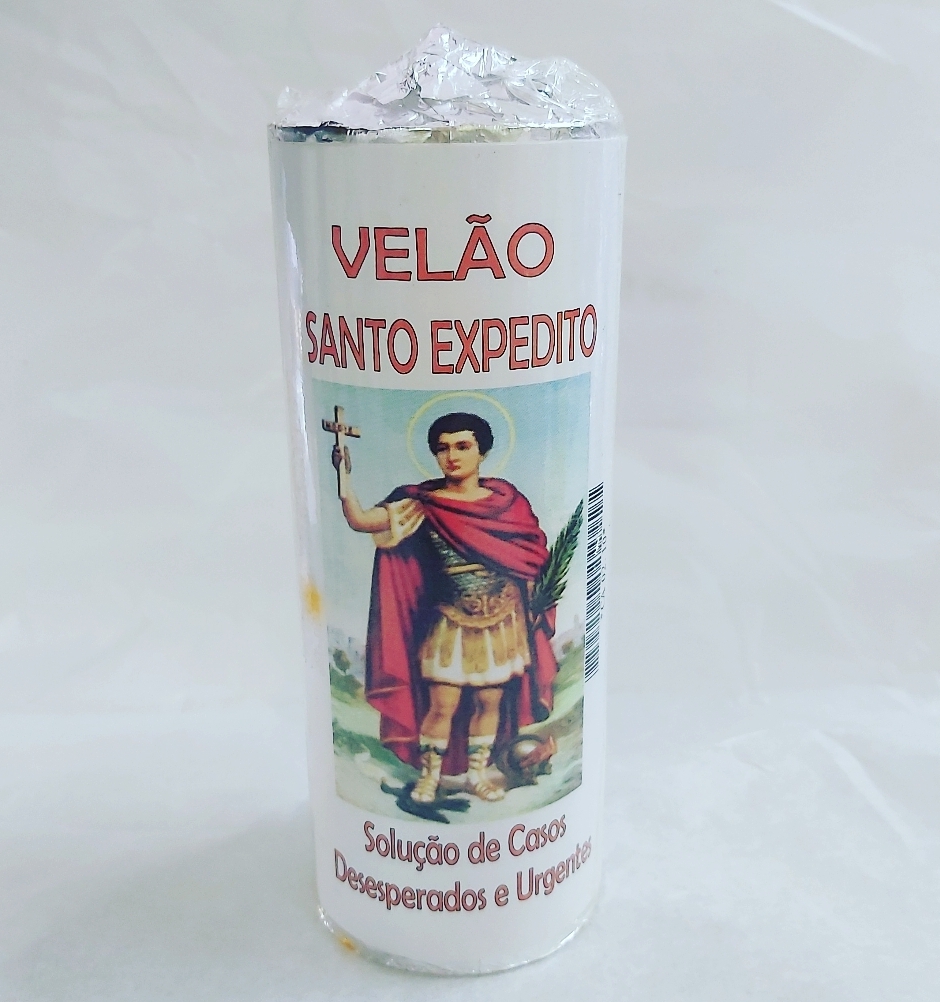 VELÃO
SANTO EXPEDITO
Solução de Casos
Desesperados e Urgentes